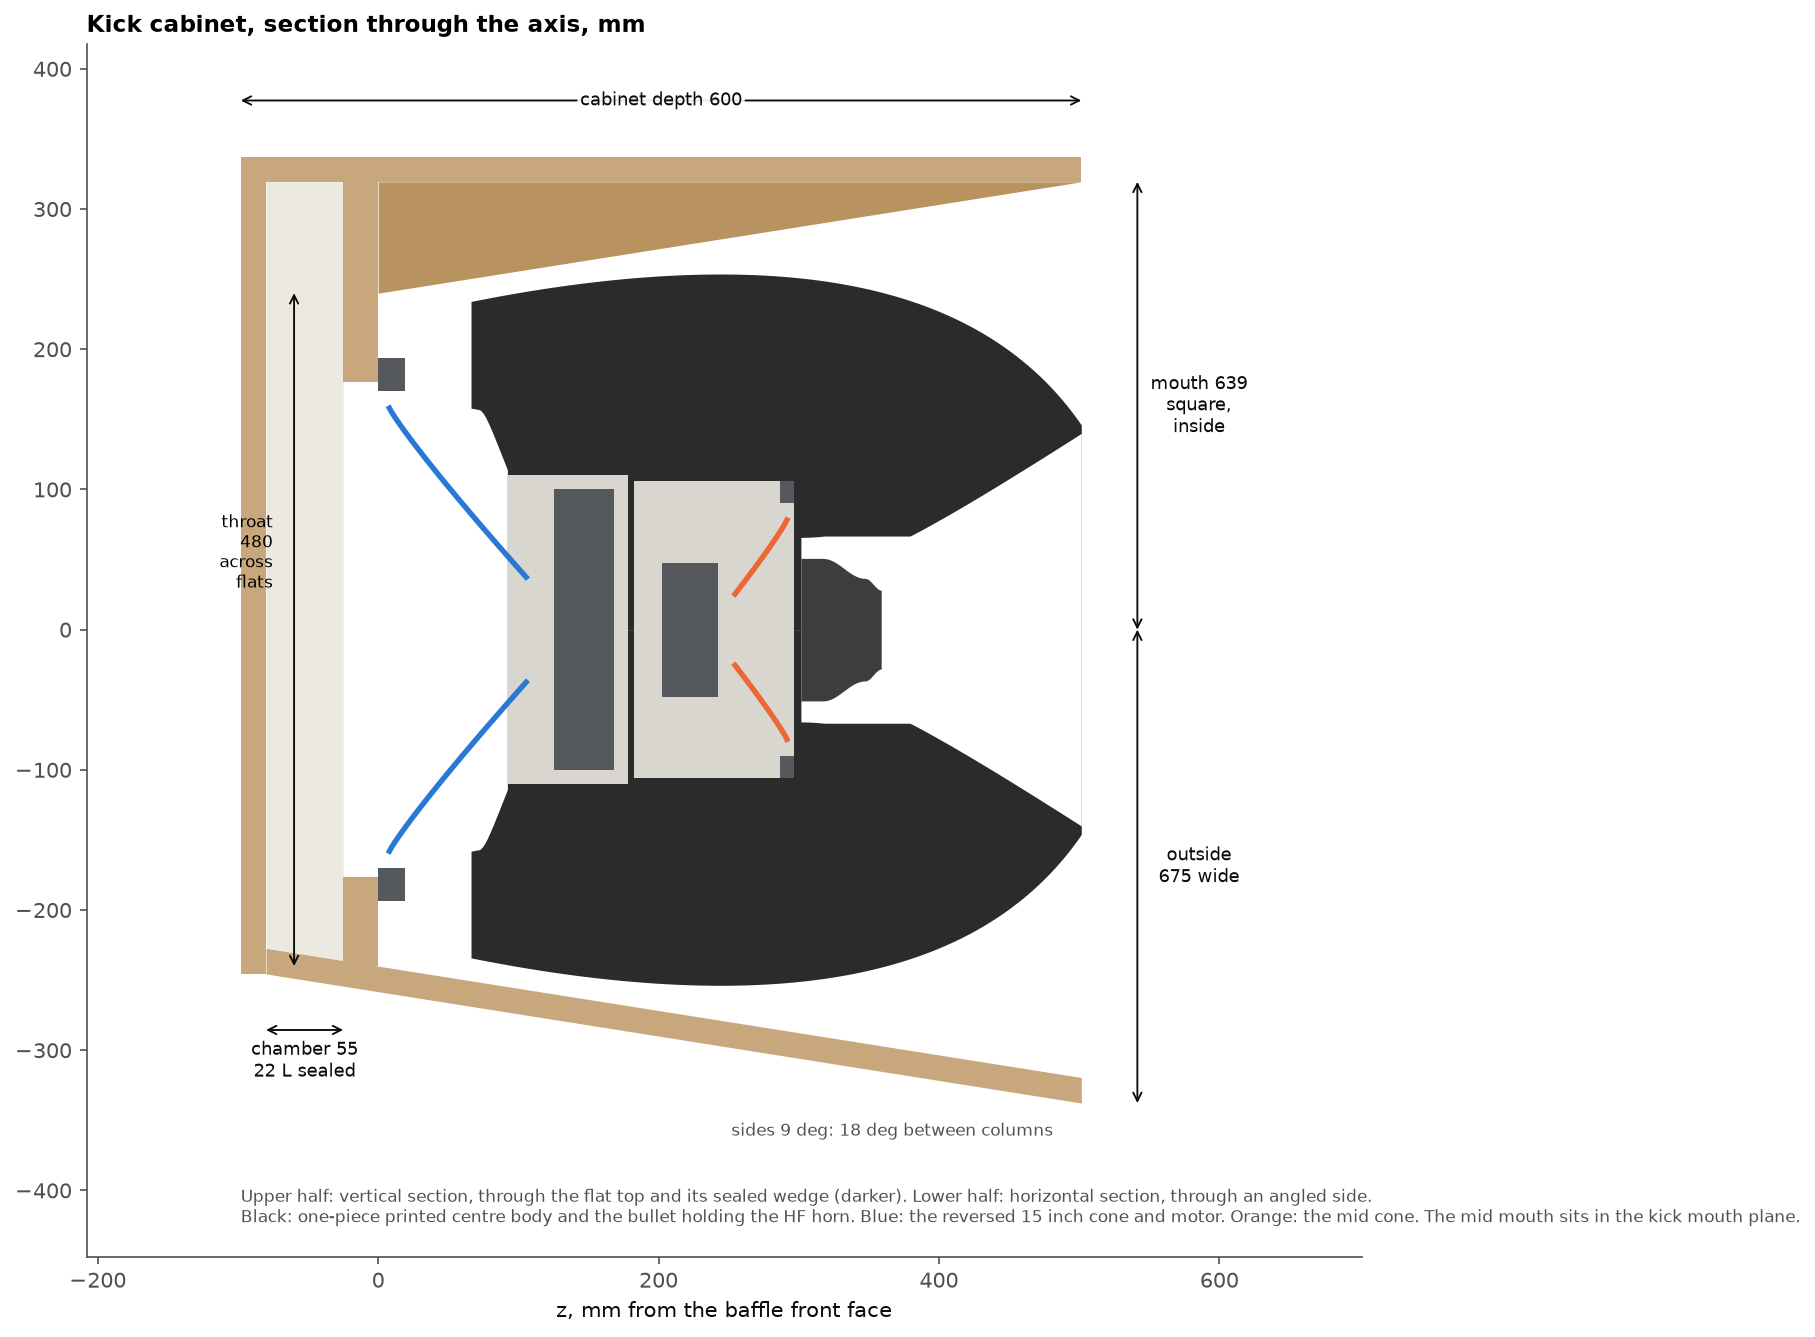 Kick cabinet, section through the axis, mm
400
300
200
100
0
−100
−200
−300
−400
cabinet depth 600
mouth 639
square,
inside
throat
480
across
flats
outside
675 wide
chamber 55
22 L sealed
sides 9 deg: 18 deg between columns
Upper half: vertical section, through the flat top and its sealed wedge (darker). Lower half: horizontal section, through an angled side.
Black: one-piece printed centre body and the bullet holding the HF horn. Blue: the reversed 15 inch cone and motor. Orange: the mid cone. The mid mouth sits in the kick mouth plane.
−200
0
200
400
600
z, mm from the baffle front face